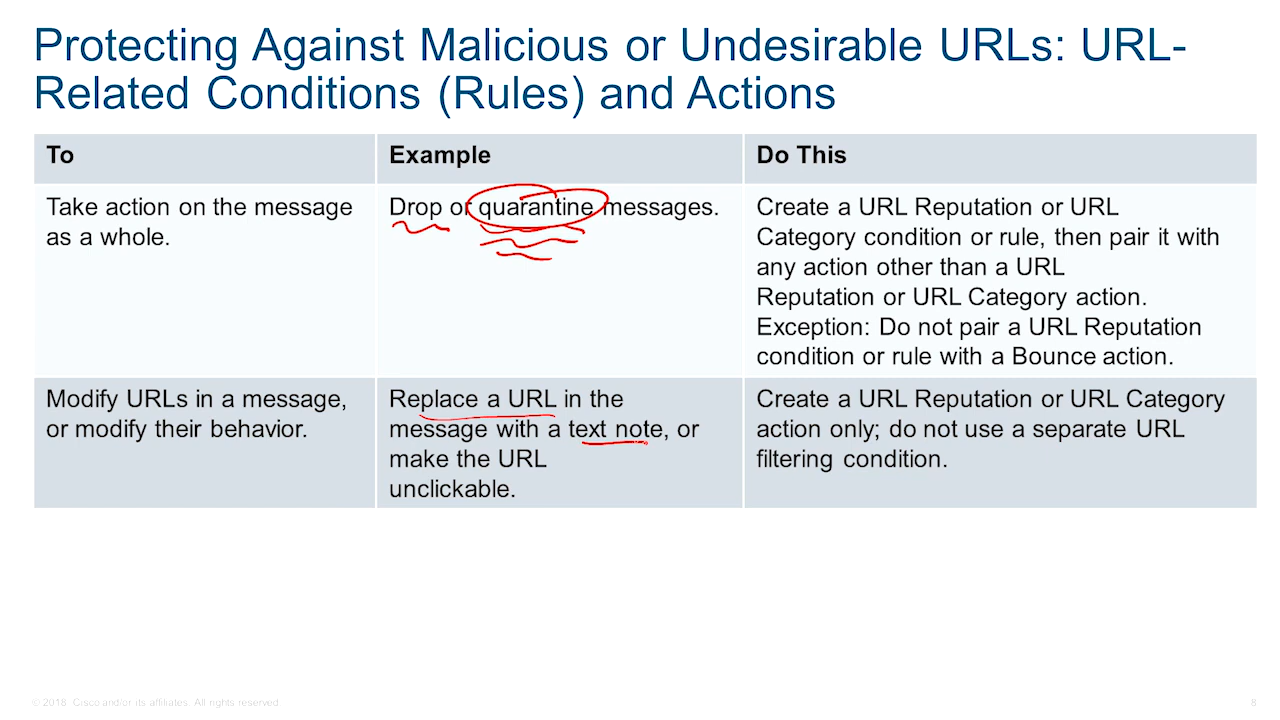 Protecting Against Malicious or Undesirable URLs: URL-
Related Conditions (Rules) and Actions
To
Example
Do This
Take action on the message
as a whole.
Drop or quarantine messages.
Create a URL Reputation or URL
Category condition or rule, then pair it with
any action other than a URL
Reputation or URL Category action.
Exception: Do not pair a URL Reputation
condition or rule with a Bounce action.
Modify URLs in a message,
or modify their behavior.
Replace a URL in the
message with a text note, or
make the URL
unclickable.
Create a URL Reputation or URL Category
action only; do not use a separate URL
filtering condition.
© 2018 Cisco and/or its affiliates. All rights reserved
8